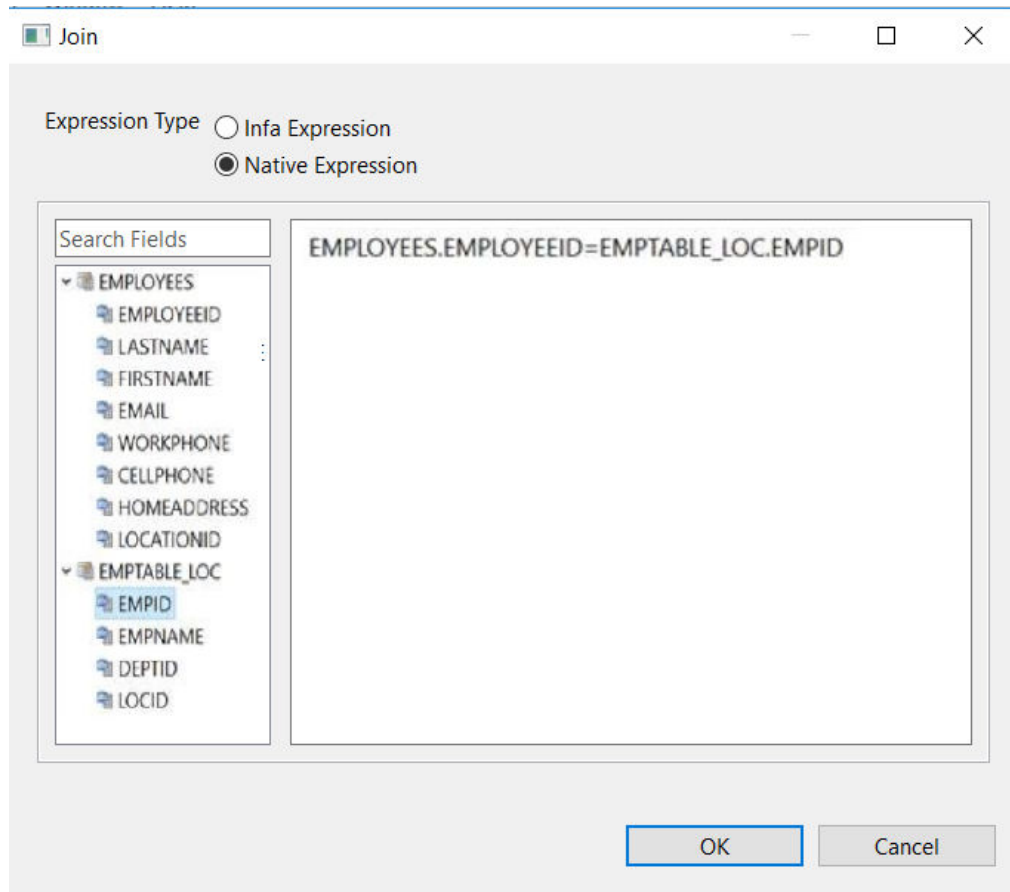 Join
Expression Type
Infa Expression
Native Expression
Search Fields
EMPLOYEES
EMPLOYEEID
LASTNAME
FIRSTNAME
EMAIL
WORKPHONE
CELLPHONE
HOMEADDRESS
LOCATIONID
EMPTABLE_LOC
EMPID
EMPNAME
DEPTID
LOCID
EMPLOYEES.EMPLOYEEID=EMPTABLE_LOC.EMPID
OK
Cancel